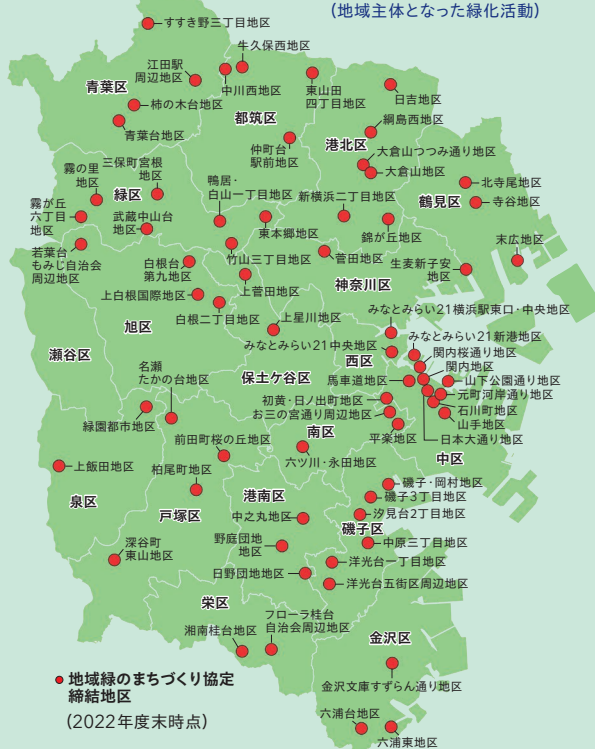 (地域主体となった緑化活動)
すすき野三丁目地区
牛久保西地区
江田駅
周辺地区
青葉区
中川西地区
東山田
四丁目地区
日吉地区
柿の木台地区
都筑区
綱島西地区
青葉台地区
仲町台
駅前地区
港北区
大倉山つつみ通り地区
大倉山地区
霧の里
地区
三保町宮根
地区
緑区
鴨居・
白山一丁目地区
新横浜二丁目地区
鶴見区
北寺尾地区
寺谷地区
霧が丘
六丁目
地区
武蔵中山台
地区
東本郷地区
錦が丘地区
若葉台
もみじ自治会
周辺地区
白根台
第九地区
竹山三丁目地区
菅田地区
生麦新子安
地区
末広地区
上菅田地区
神奈川区
上白根国際地区
白根二丁目地区
旭区
上星川地区
みなとみらい21横浜駅東口・中央地区
みなとみらい21中央地区
みなとみらい21新港地区
瀬谷区
西区
関内桜通り地区
関内地区
名瀬
たかの台地区
保土ケ谷区
馬車道地区
山下公園通り地区
元町河岸通り地区
初黄・日ノ出町地区
お三の宮通り周辺地区
石川町地区
山手地区
緑園都市地区
南区
平楽地区
日本大通り地区
前田町桜の丘地区
六ツ川・永田地区
中区
上飯田地区
柏尾町地区
泉区
戸塚区
港南区
磯子・岡村地区
磯子3丁目地区
中之丸地区
汐見台2丁目地区
磯子区
深谷町
東山地区
野庭団地
地区
中原三丁目地区
洋光台一丁目地区
日野団地地区
洋光台五街区周辺地区
栄区
フローラ桂台
自治会周辺地区
湘南桂台地区
金沢区
地域緑のまちづくり協定
締結地区
(2022年度末時点)
金沢文庫すずらん通り地区
六浦台地区
六浦東地区